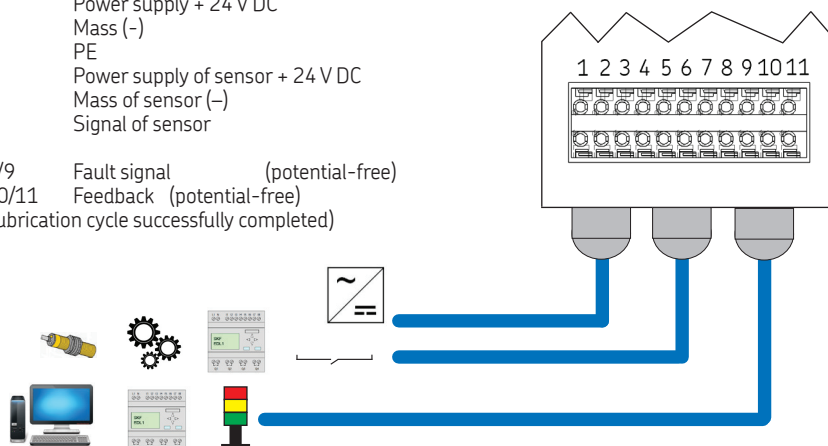 Power supply + 24 V DC
Mass (-)
PE
Power supply of sensor + 24 V DC
Mass of sensor (–)
Signal of sensor
/9 Fault signal (potential-free)
0/11 Feedback (potential-free)
ubrication cycle successfully completed)
1 2 3 4 5 6 7 8 9 10 11